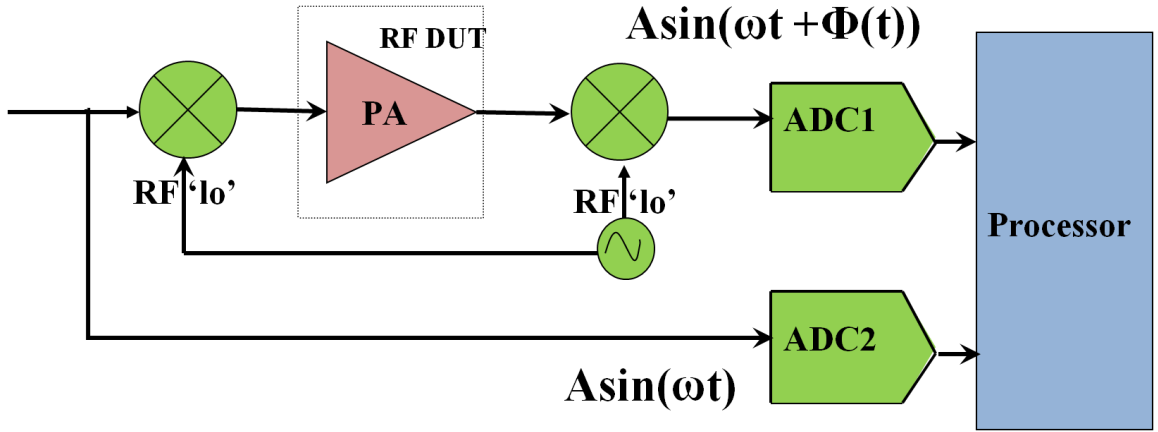 Asin(ωt +Φ(t))
RF DUT
PA
ADC1
RF ‘lo’
RF ‘lo’
Processor
ADC2
Asin(ωt)